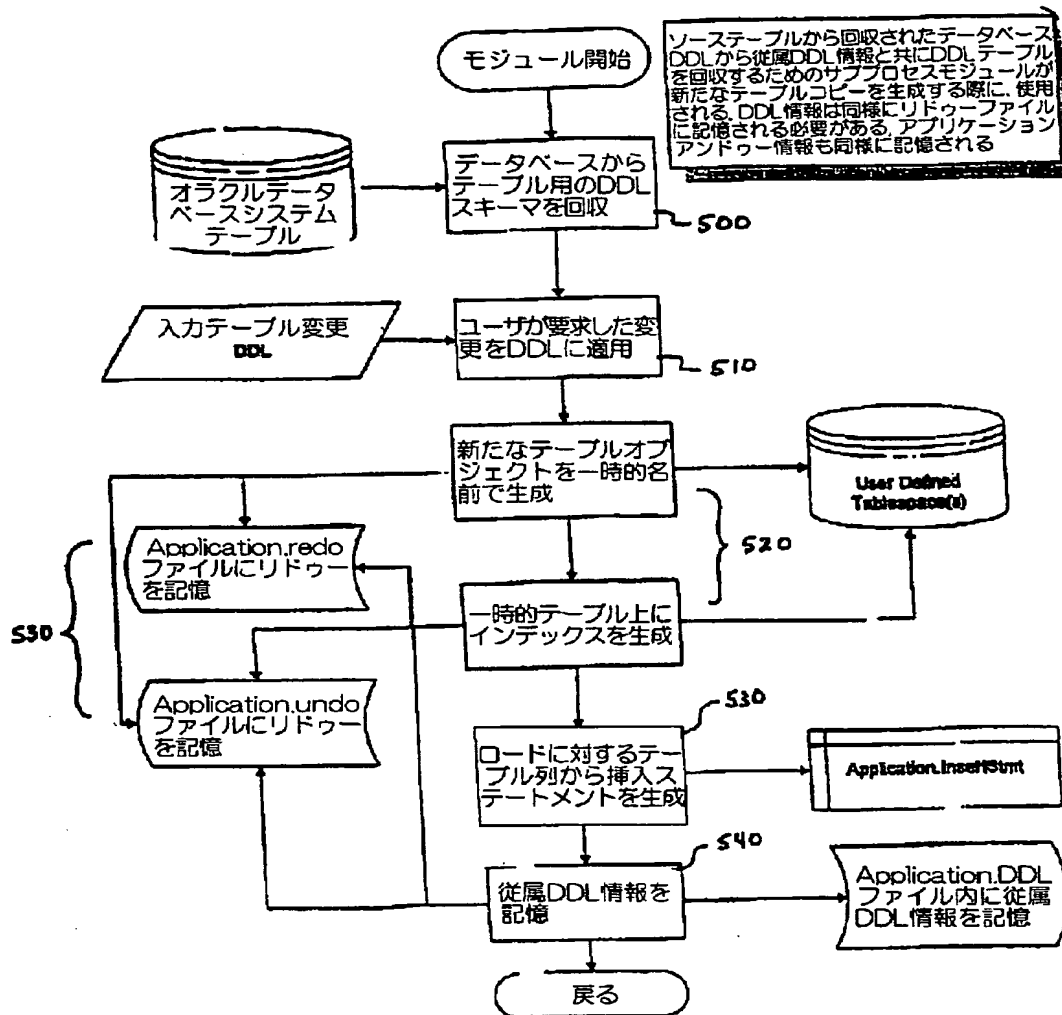 モジュール開始
ソーステーブルから回収されたデータベース
DDLから従属DDL情報と共にDDLテーブル
を回収するためのサブプロセスモジュールが
新たなテーブルコピーを生成する際に、使用
される、DDL情報は同様にリドゥーファイル
に記憶される必要がある、アプリケーション
アンドゥー情報も同様に記憶される
オラクルデータ
ベースシステム
テーブル
データベースから
テーブル用のDDL
スキーマを回収
500
入力テーブル変更
DDL
ユーザが要求した変
更をDDLに適用
510
新たなテーブルオブ
ジェクトを一時的名
前で生成
User Defined
Tablespace(s)
520
Application.redo
ファイルにリドゥー
を記憶
530
一時的テーブル上に
インデックスを生成
Application.undo
ファイルにリドゥー
を記憶
530
ロードに対するテー
ブル列から挿入ス
テートメントを生成
Application.InsertStmt
540
従属DDL情報を
記憶
Application.DDL
ファイル内に従属
DDL情報を記憶
戻る